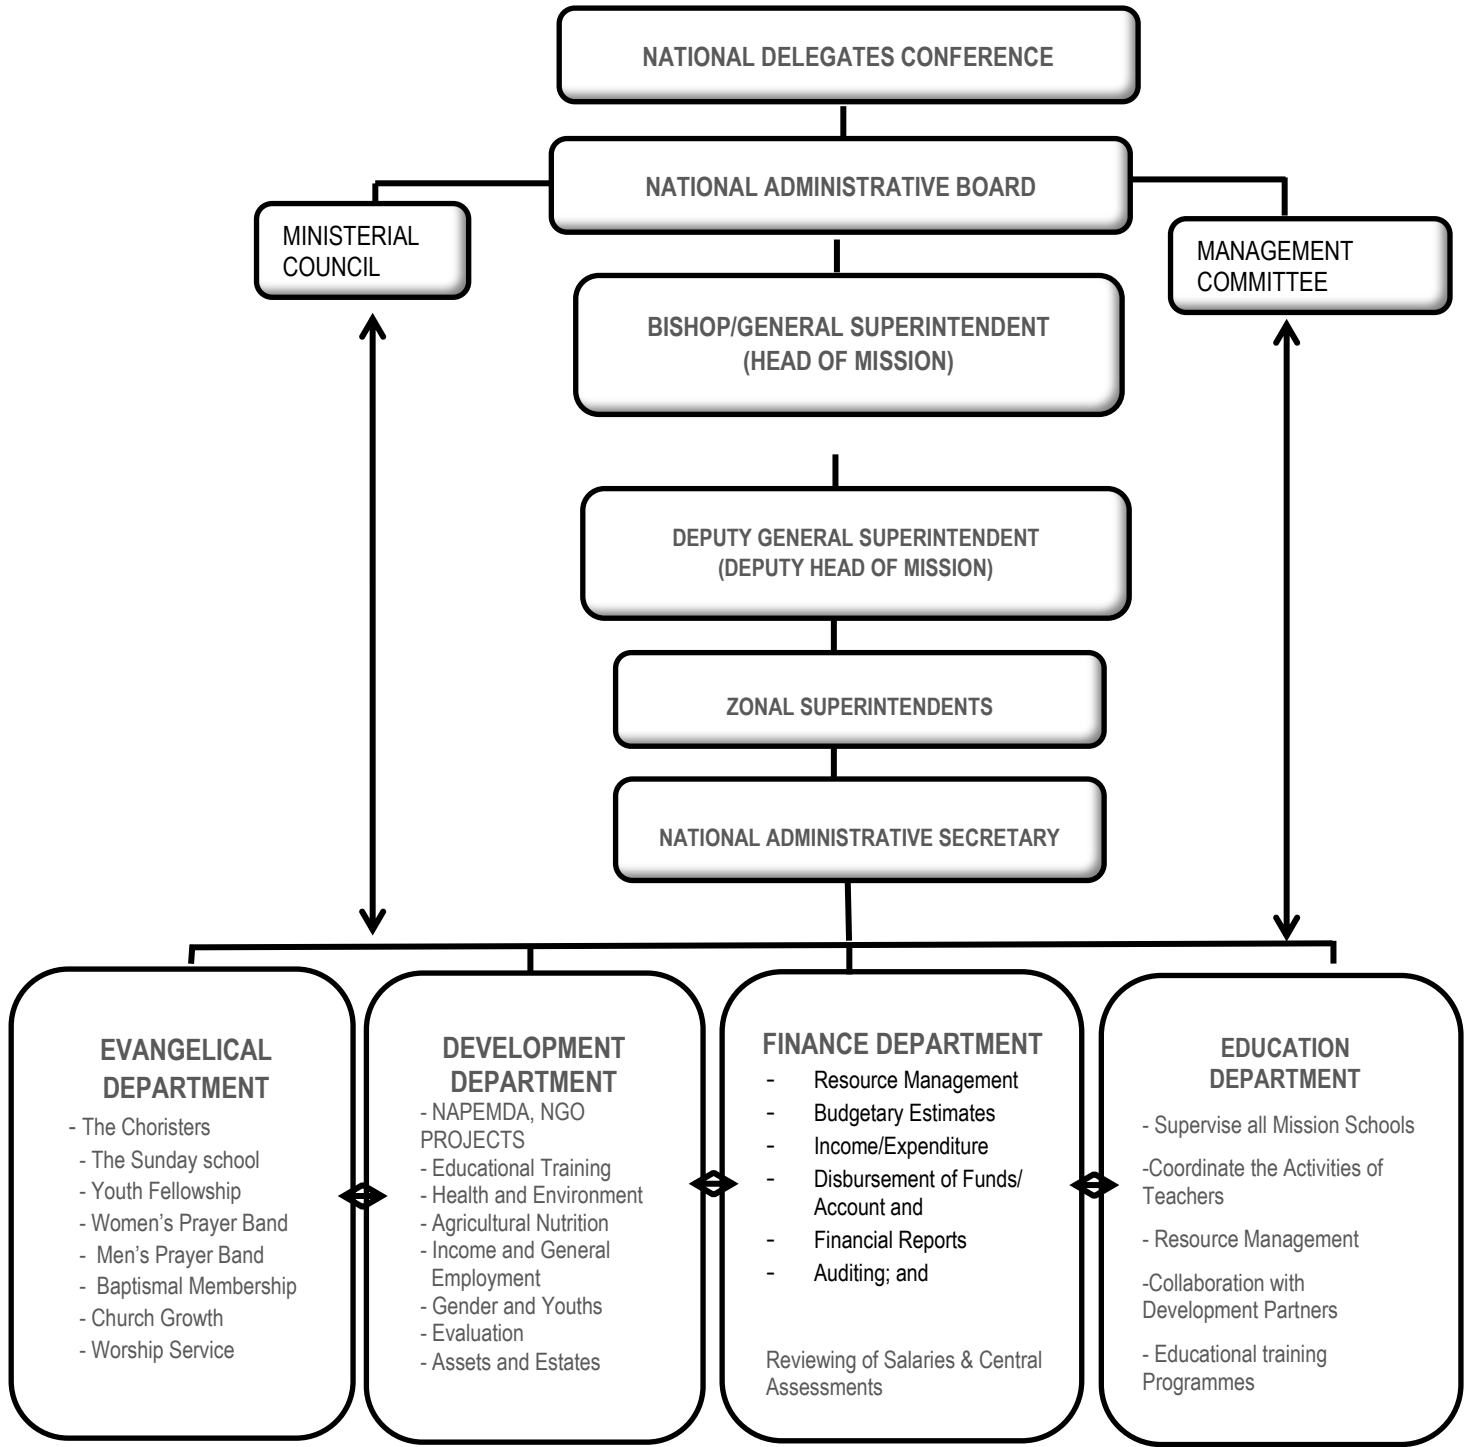 NATIONAL DELEGATES CONFERENCE
NATIONAL ADMINISTRATIVE BOARD
MINISTERIAL
COUNCIL
MANAGEMENT
COMMITTEE
BISHOP/GENERAL SUPERINTENDENT
(HEAD OF MISSION)
DEPUTY GENERAL SUPERINTENDENT
(DEPUTY HEAD OF MISSION)
ZONAL SUPERINTENDENTS
NATIONAL ADMINISTRATIVE SECRETARY
EVANGELICAL
DEPARTMENT
- The Choristers
- The Sunday school
- Youth Fellowship
- Women’s Prayer Band
- Men’s Prayer Band
- Baptismal Membership
- Church Growth
- Worship Service
DEVELOPMENT
DEPARTMENT
- NAPEMDA, NGO
PROJECTS
- Educational Training
- Health and Environment
- Agricultural Nutrition
- Income and General
Employment
- Gender and Youths
- Evaluation
- Assets and Estates
FINANCE DEPARTMENT
- Resource Management
- Budgetary Estimates
- Income/Expenditure
- Disbursement of Funds/
Account and
- Financial Reports
- Auditing; and
Reviewing of Salaries & Central
Assessments
EDUCATION
DEPARTMENT
- Supervise all Mission Schools
-Coordinate the Activities of
Teachers
- Resource Management
-Collaboration with
Development Partners
- Educational training
Programmes